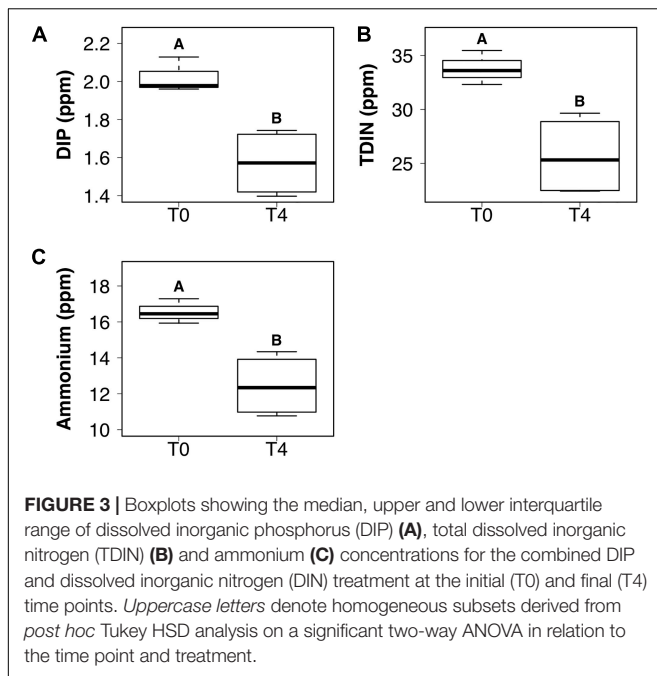 A
DIP (ppm)
2.2
2.0
1.8
1.6
1.4
A
B
T0
T4
B
TDIN (ppm)
35
30
25
A
B
T0
T4
C
Ammonium (ppm)
18
16
14
12
10
A
B
T0
T4
FIGURE 3 | Boxplots showing the median, upper and lower interquartile
range of dissolved inorganic phosphorus (DIP) (A), total dissolved inorganic
nitrogen (TDIN) (B) and ammonium (C) concentrations for the combined DIP
and dissolved inorganic nitrogen (DIN) treatment at the initial (T0) and final (T4)
time points. Uppercase letters denote homogeneous subsets derived from
post hoc Tukey HSD analysis on a significant two-way ANOVA in relation to
the time point and treatment.